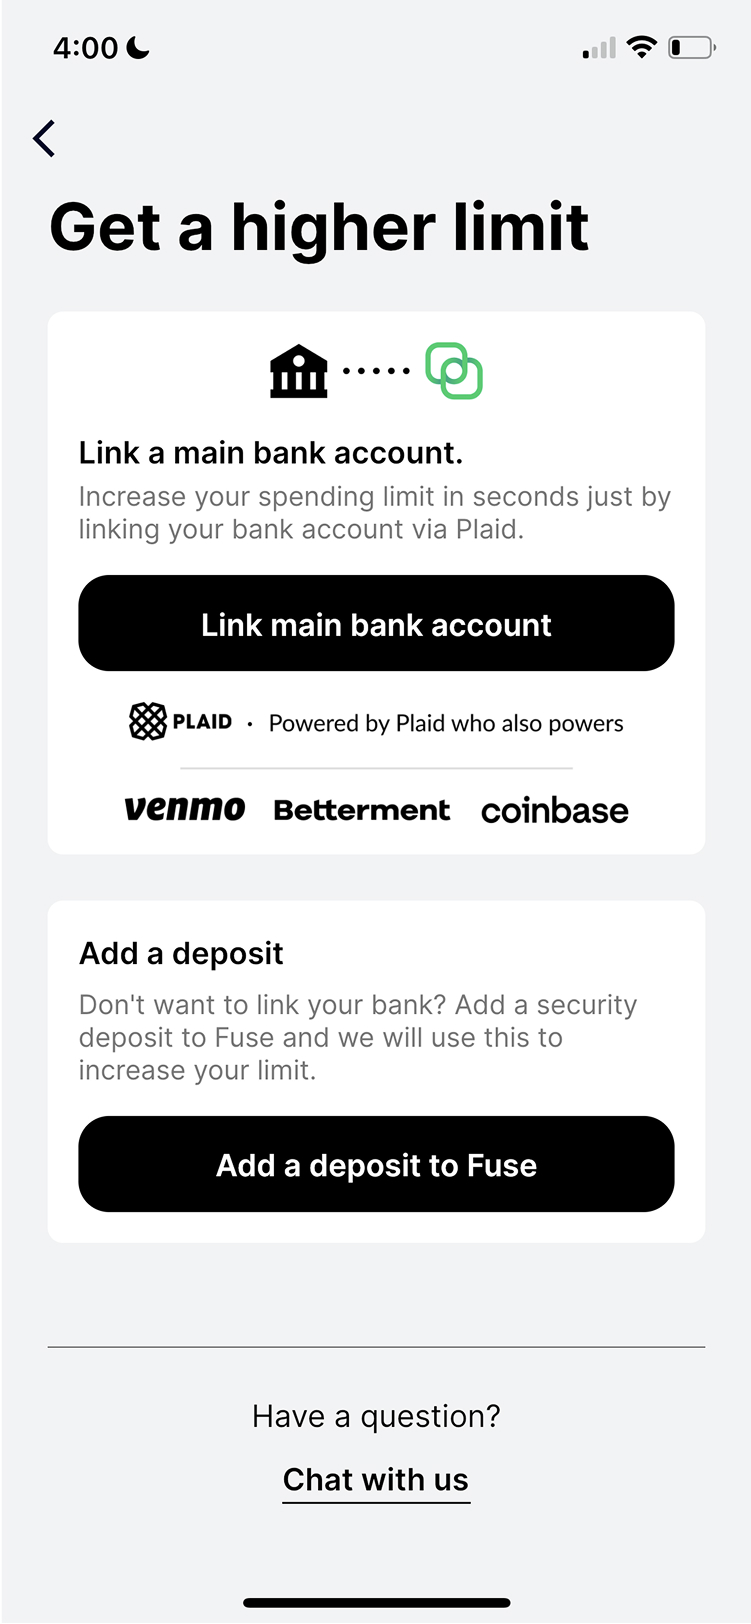 4:00
Get a higher limit
Link a main bank account.
Increase your spending limit in seconds just by
linking your bank account via Plaid.
Link main bank account
PLAID · Powered by Plaid who also powers
venmo Betterment coinbase
Add a deposit
Don't want to link your bank? Add a security
deposit to Fuse and we will use this to
increase your limit.
Add a deposit to Fuse
Have a question?
Chat with us